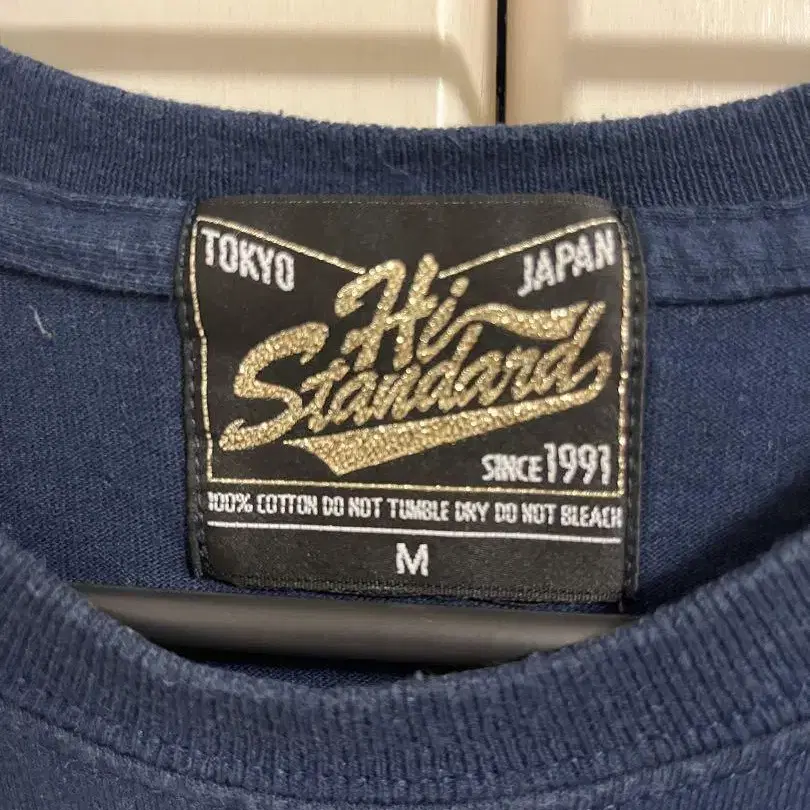 TOKYO JAPAN
Hi-
Standard
SINCE 1991
100% COTTON DO NOT TUMBLE DRY DO NOT BLEACH
M